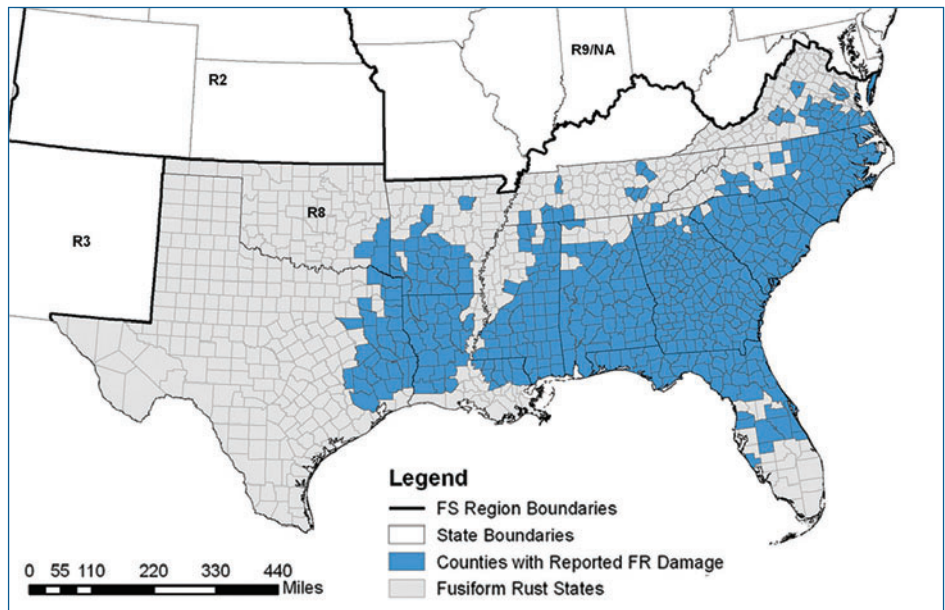 R9/NA
R2
R8
R3
Legend
FS Region Boundaries
State Boundaries
Counties with Reported FR Damage
Fusiform Rust States
0 55 110 220 330 440
Miles